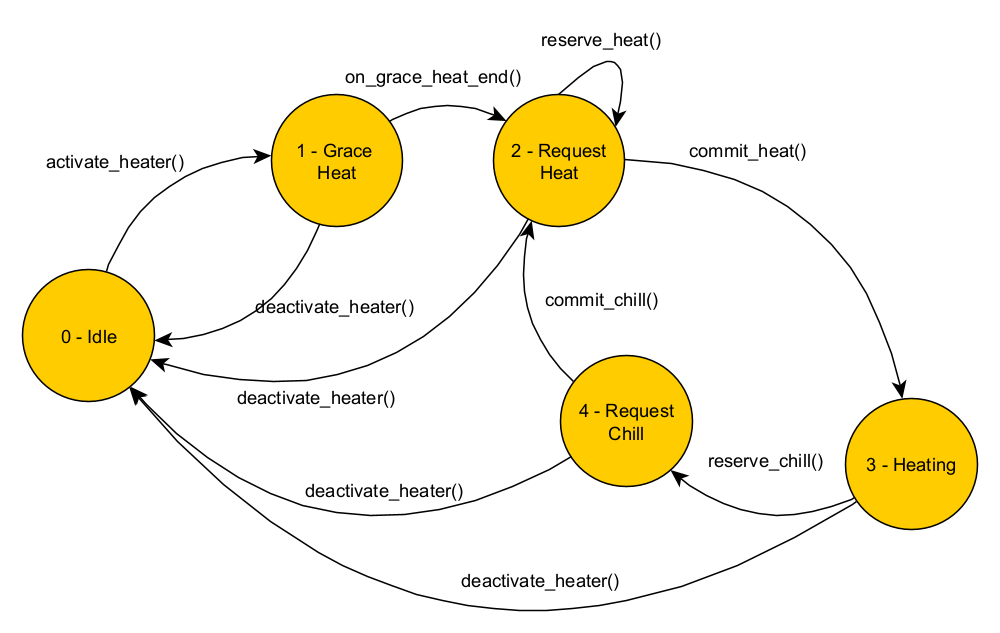 reserve_heat()
on_grace_heat_end()
1 - Grace
Heat
2 - Request
Heat
commit_heat()
activate_heater()
deactivate_heater()
commit_chill()
0 - Idle
deactivate_heater()
4 - Request
Chill
reserve_chill()
3 - Heating
deactivate_heater()
deactivate_heater()